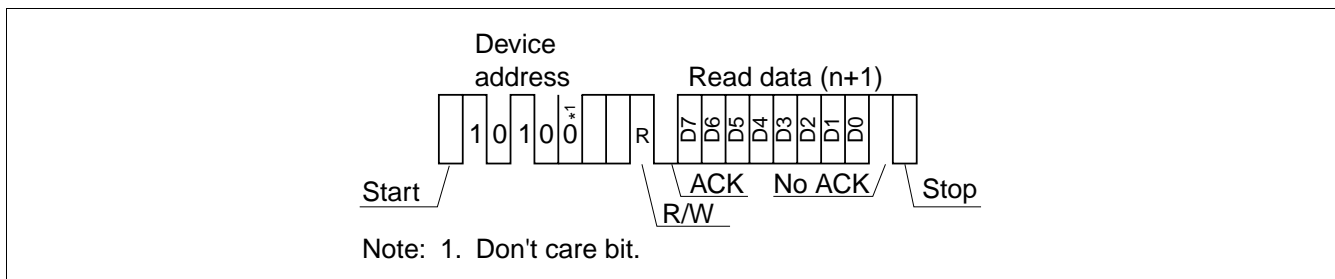 Device
address Read data (n+1)
1 0 1 0 0 *1 R D7 D6 D5 D4 D3 D2 D1 D0
Start ACK No ACK Stop
R/W
Note: 1. Don't care bit.